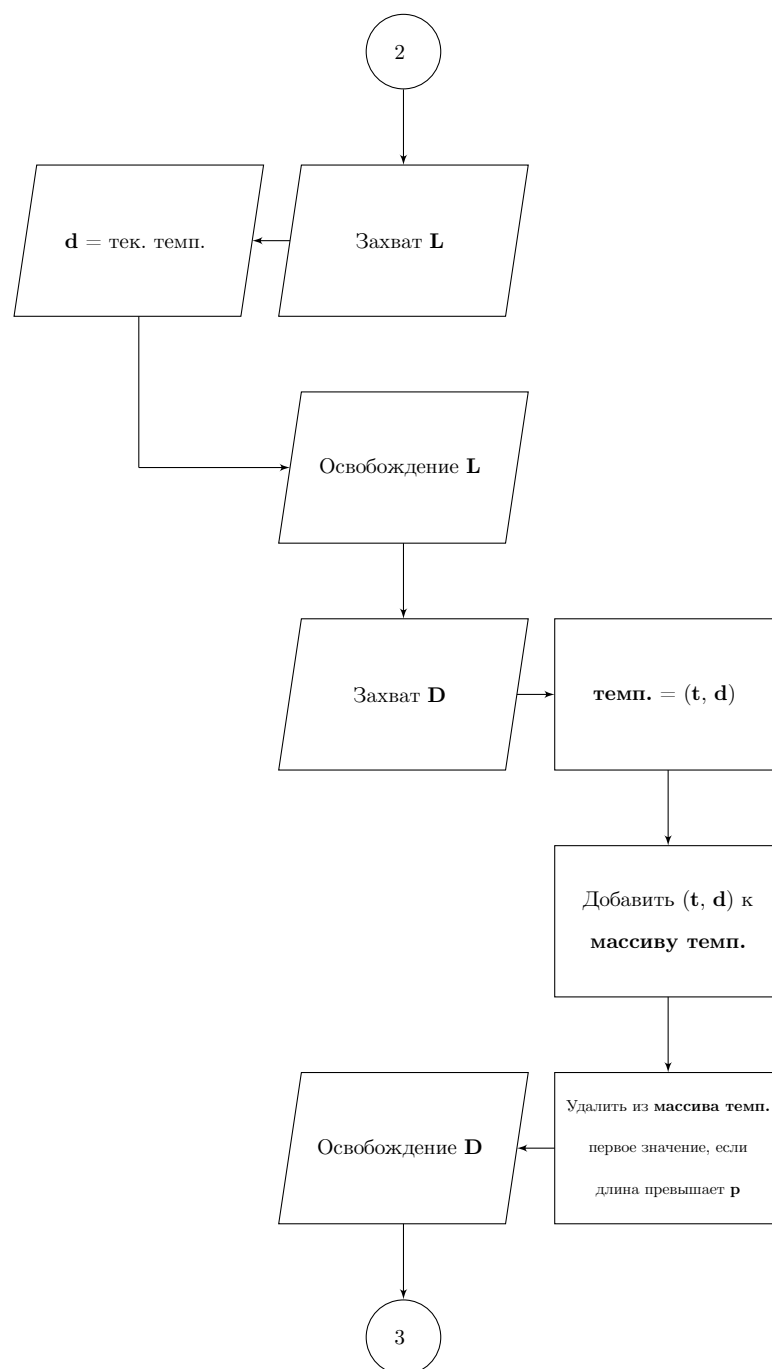 2
d = тек. темп.
Захват L
Освобождение L
Захват D
темп. = (t, d)
Добавить (t, d) к
массиву темп.
Удалить из массива темп.
первое значение, если
длина превышает p
Освобождение D
3